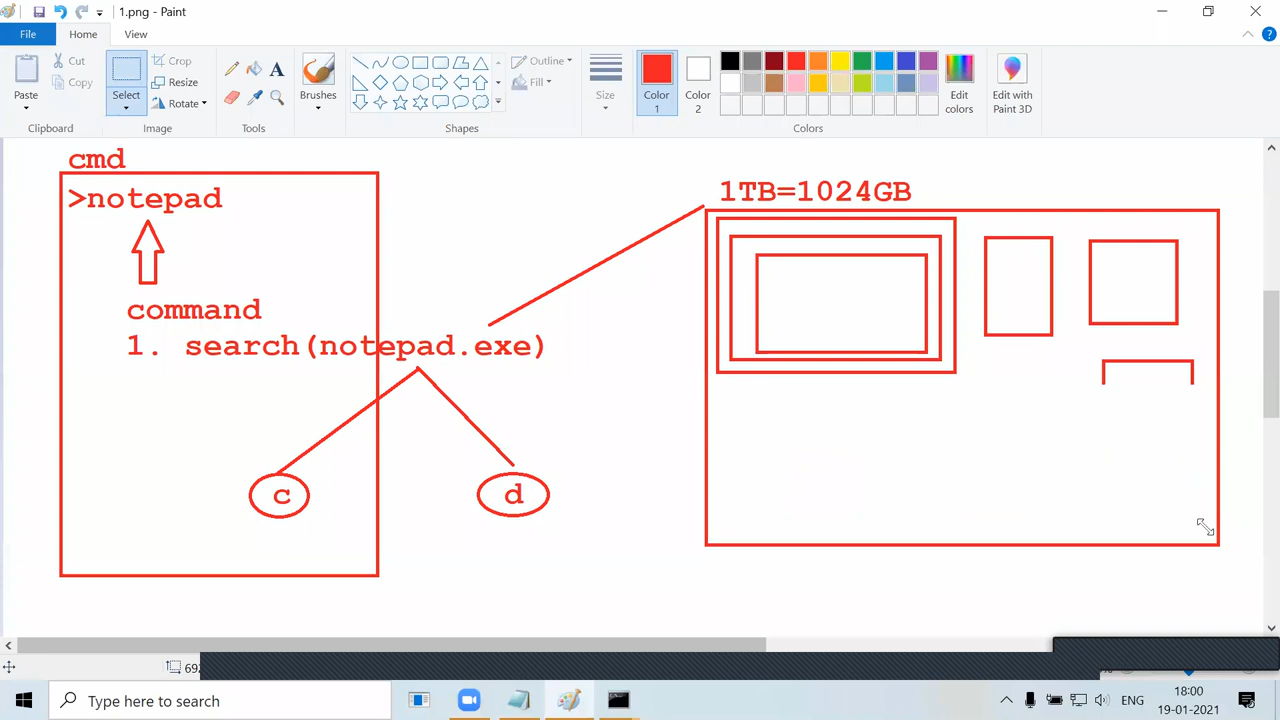 1.png - Paint
File
Home
View
Paste
Cut
Copy
Clipboard
Select
Crop
Resize
Rotate
Image
A
Tools
Brushes
Outline
Fill
Shapes
Size
Color
1
Color
2
Edit
colors
Edit with
Paint 3D
Colors
cmd
>notepad
command
1. search(notepad.exe)
c
d
1TB=1024GB
692
Type here to search
ENG
18:00
19-01-2021